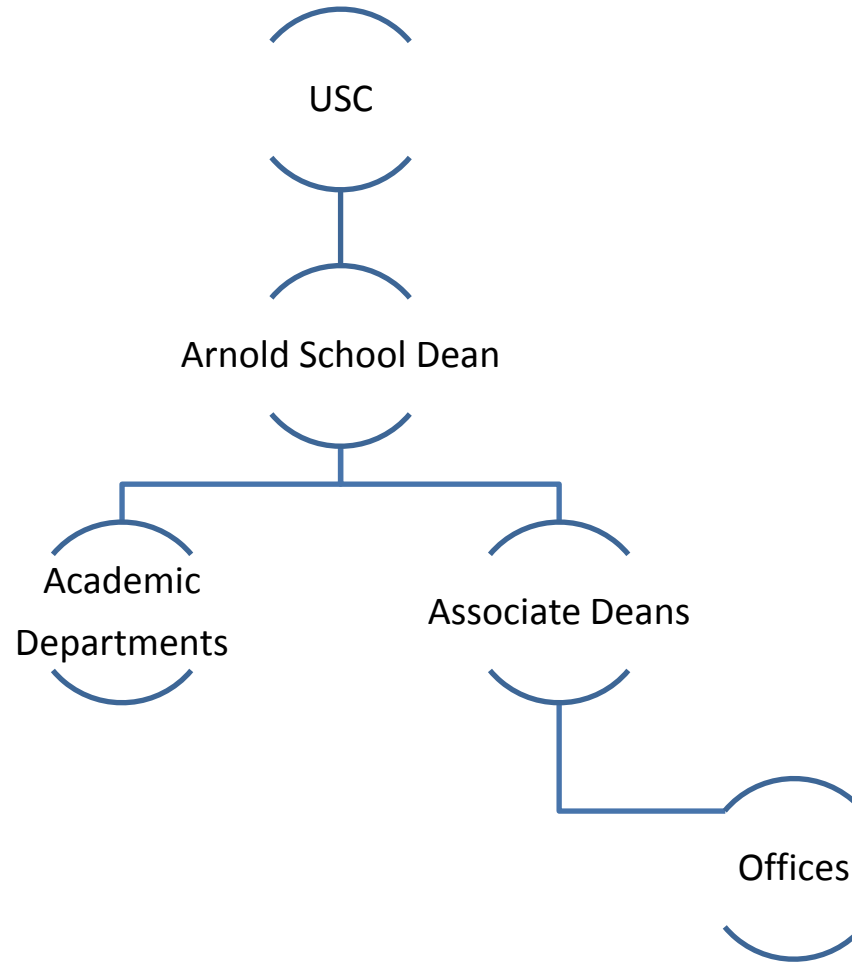 USC
Arnold School Dean
Academic
Departments
Associate Deans
Offices